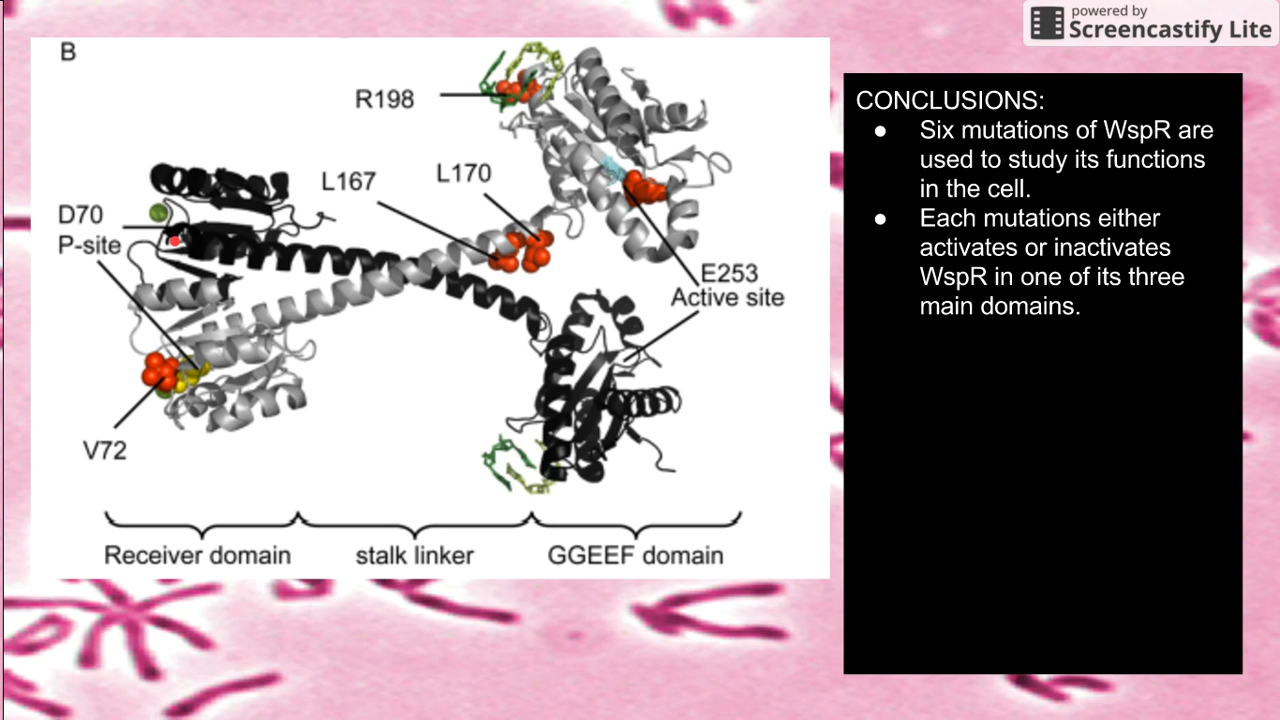 powered by
Screencastify Lite
B
R198
L167
L170
D70
P-site
E253
Active site
V72
Receiver domain
stalk linker
GGEEF domain
CONCLUSIONS:
● Six mutations of WspR are
used to study its functions
in the cell.
● Each mutations either
activates or inactivates
WspR in one of its three
main domains.